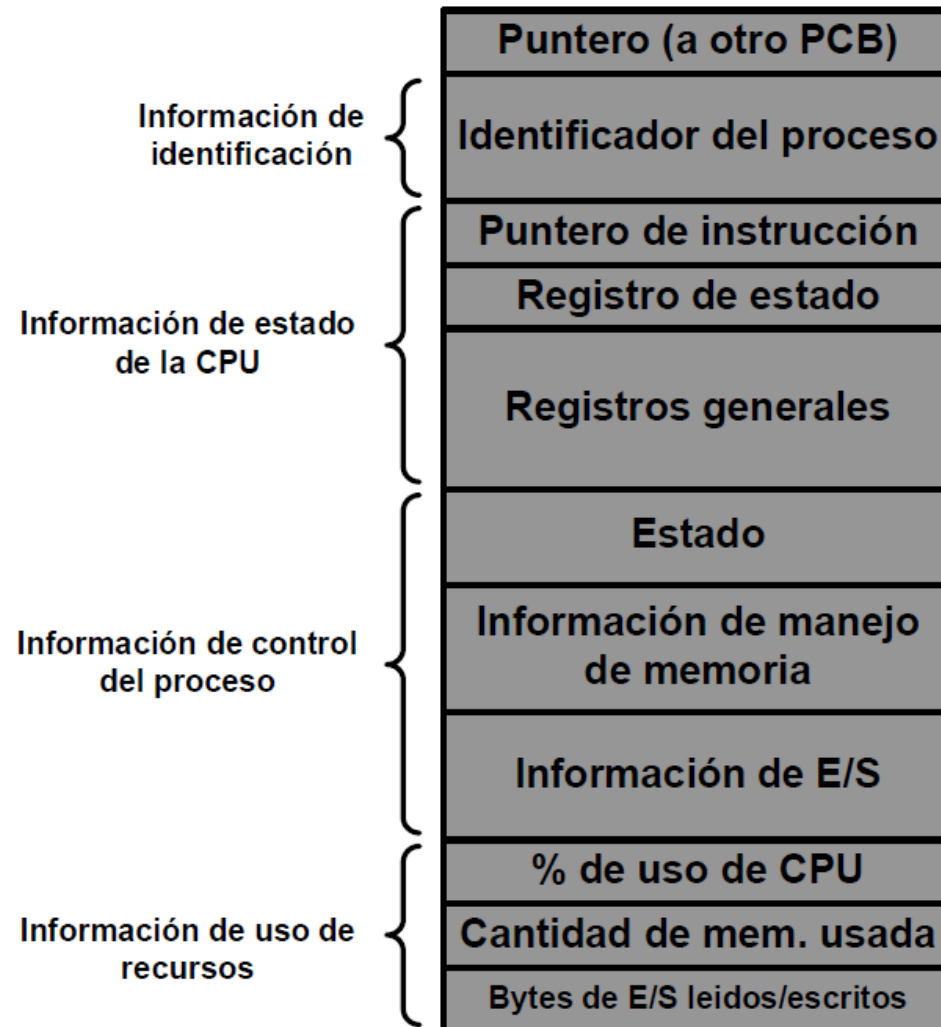 Puntero (a otro PCB)
Información de
identificación
Identificador del proceso
Información de estado
de la CPU
Puntero de instrucción
Registro de estado
Registros generales
Información de control
del proceso
Estado
Información de manejo
de memoria
Información de E/S
Información de uso de
recursos
% de uso de CPU
Cantidad de mem. usada
Bytes de E/S leidos/escritos